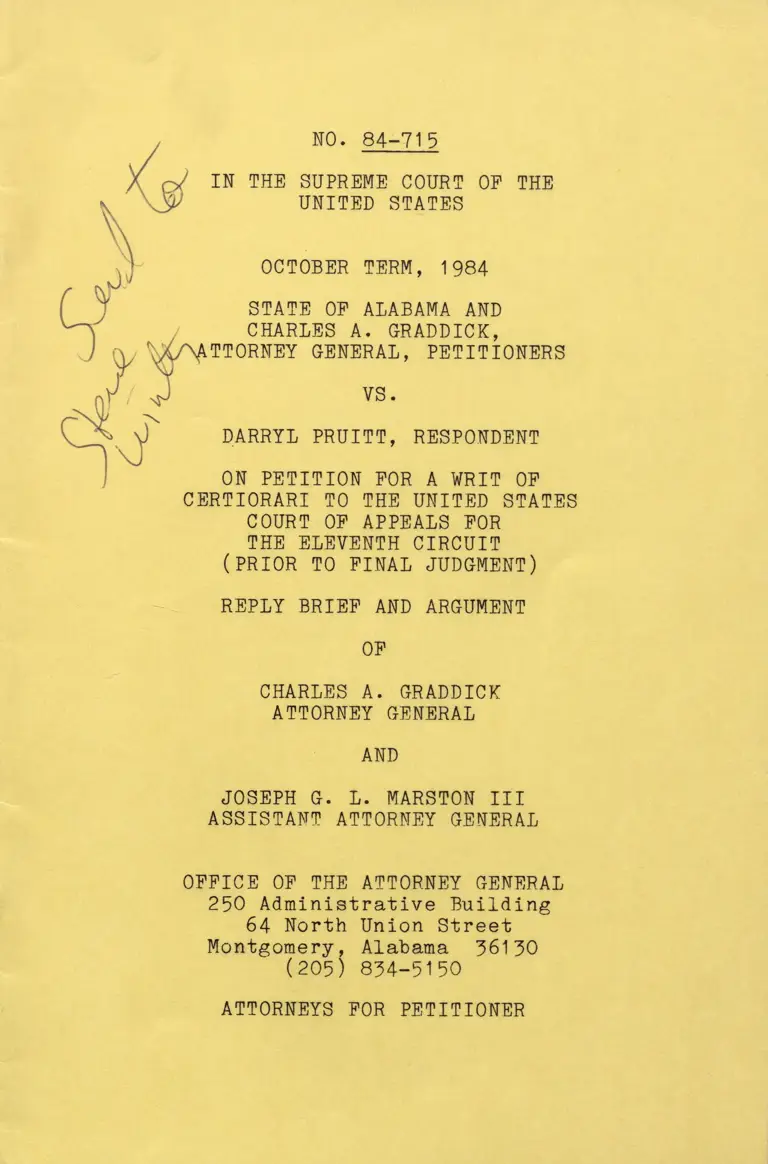 NO. 84-715
IN THE SUPREME COURT OF THE
UNITED STATES
OCTOBER TERM, 1984
STATE OF ALABAMA AND
CHARLES A. GRADDICK,
ATTORNEY GENERAL, PETITIONERS
VS.
DARRYL PRUITT, RESPONDENT
ON PETITION FOR A WRIT OF
CERTIORARI TO THE UNITED STATES
COURT OF APPEALS FOR
THE ELEVENTH CIRCUIT
(PRIOR TO FINAL JUDGMENT)
REPLY BRIEF AND ARGUMENT
OF
CHARLES A. GRADDICK
ATTORNEY GENERAL
AND
JOSEPH G. L. MARSTON III
ASSISTANT ATTORNEY GENERAL
OFFICE OF THE ATTORNEY GENERAL
250 Administrative Building
64 North Union Street
Montgomery, Alabama 36130
(205) 834-5150
ATTORNEYS FOR PETITIONER
Send to
Steve